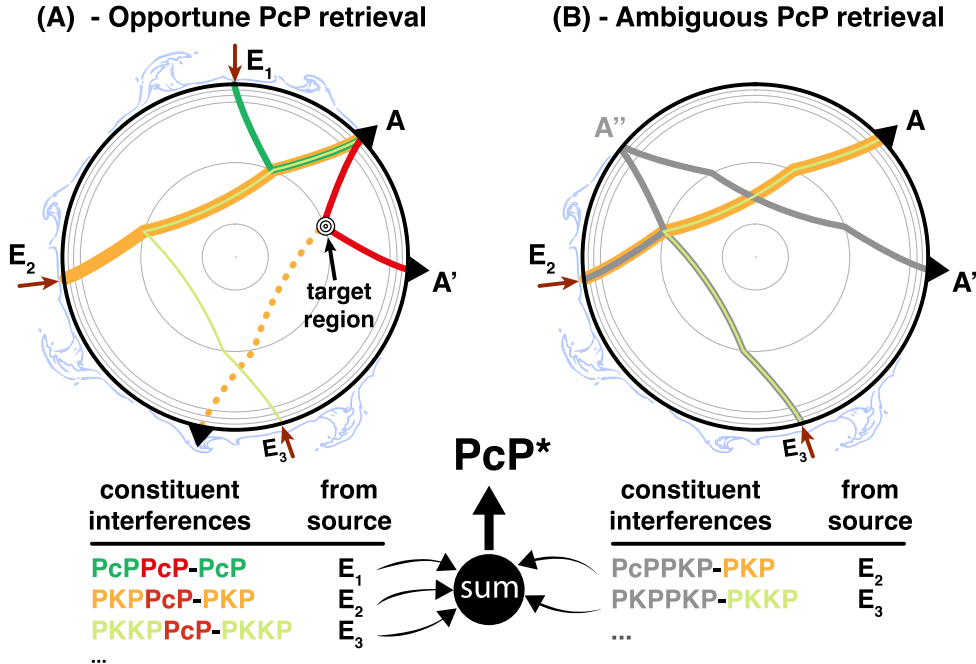 (A) - Opportune PcP retrieval
(B) - Ambiguous PcP retrieval
E1
A
A''
A
E2
target
region
A'
E2
A'
E3
E3
PcP*
constituent
interferences
from
source
constituent
interferences
from
source
PcPPcP-PcP E1
PKPPcP-PKP E2
PKKPPcP-PKKP E3
...
sum
PcPPKP-PKP E2
PKPPKP-PKKP E3
...